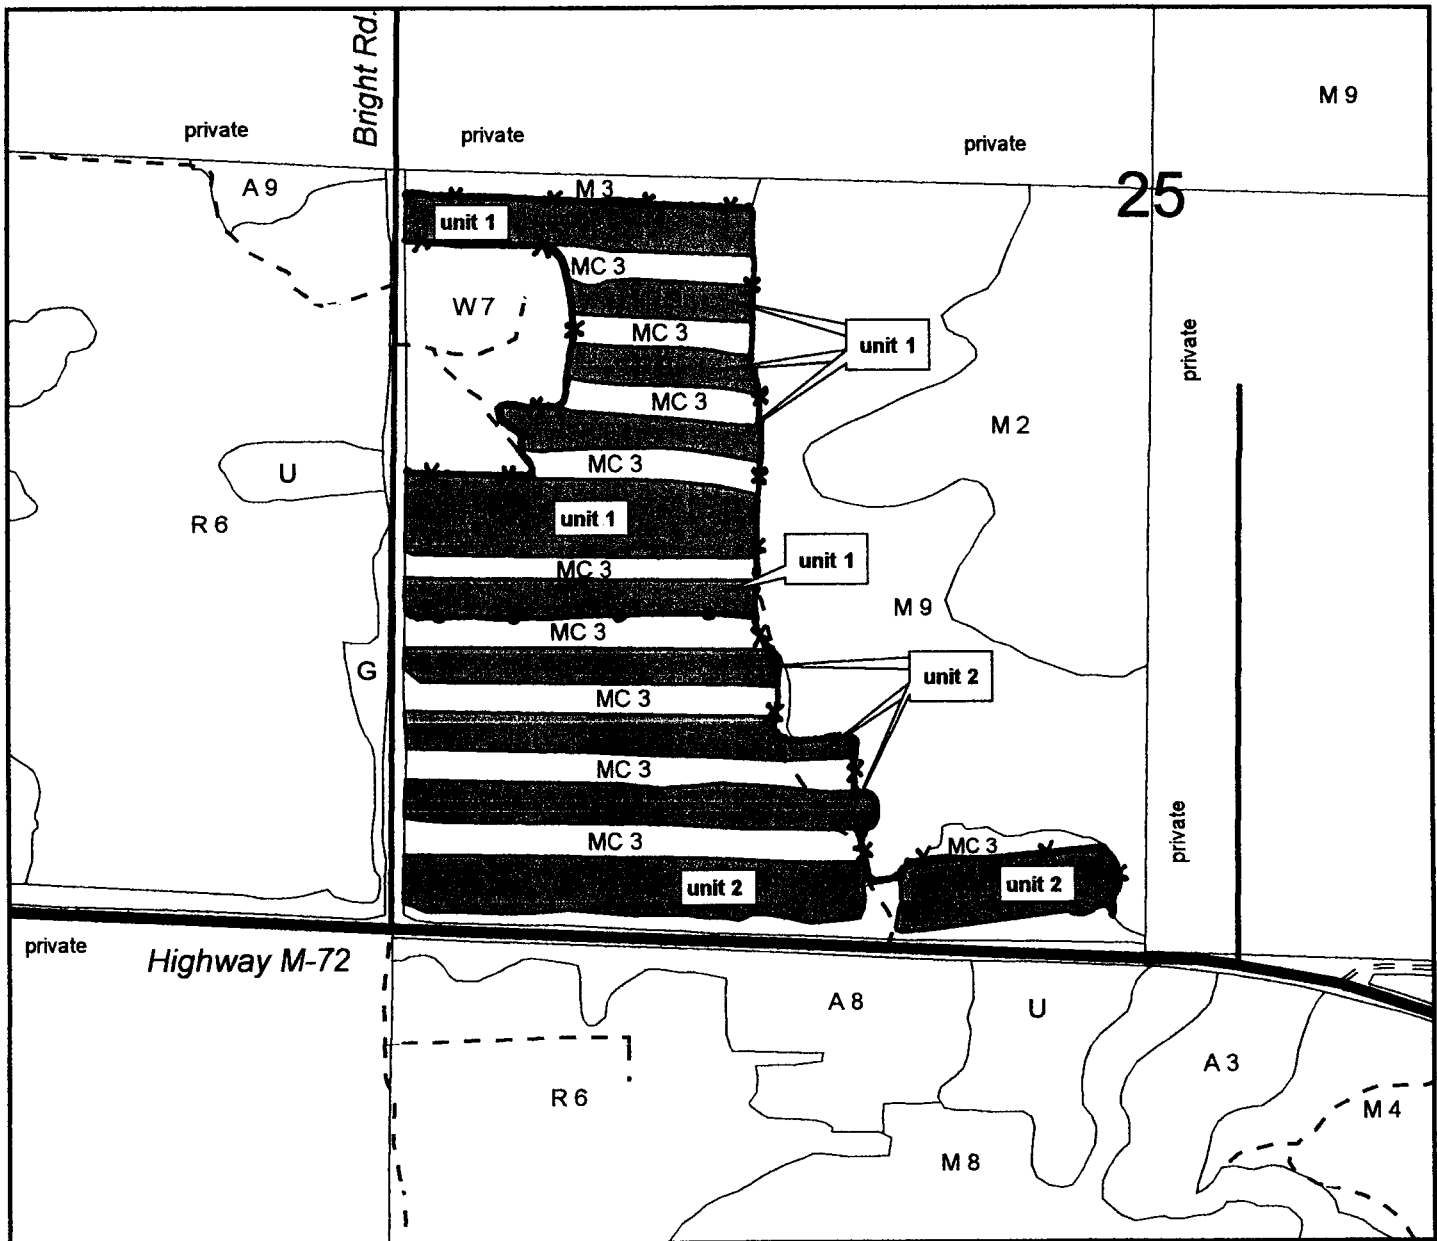 Bright Rd.
M 9
private
private
private
A 9
M 3
25
unit 1
MC 3
W 7
i
MC 3
unit 1
private
MC 3
M 2
MC 3
U
R 6
unit 1
unit 1
MC 3
M 9
MC 3
G
unit 2
MC 3
MC 3
private
MC 3
MC 3
unit 2
unit 2
private
Highway M-72
A 8
U
A 3
R 6
M 4
M 8